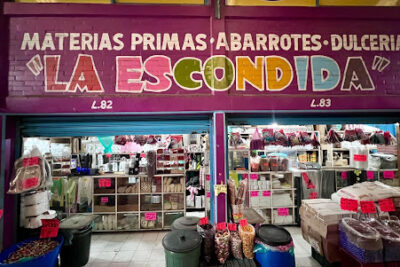 MATERIAS PRIMAS · ABARROTES · DULCERIA
"LA ESCONDIDA"
L.82 L.83